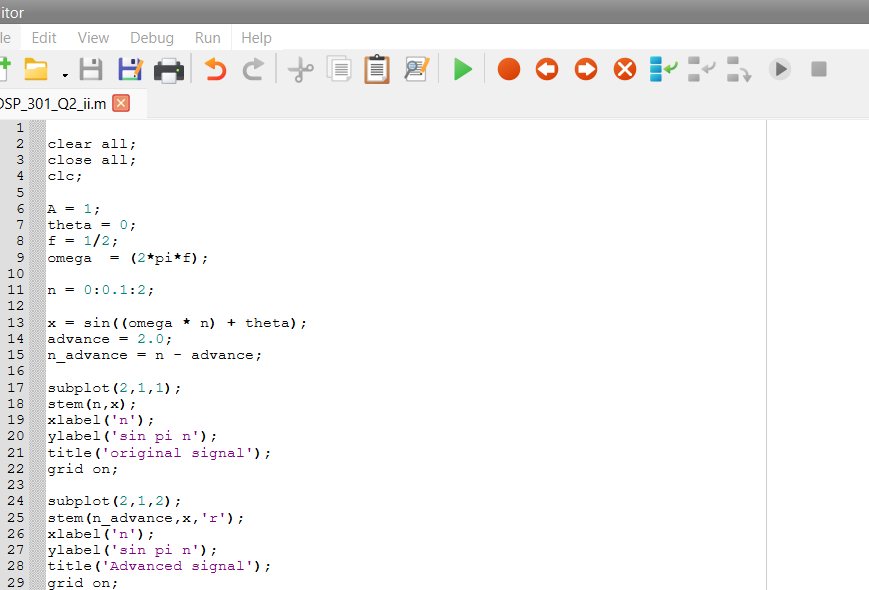 itor
le Edit View Debug Run Help
DSP_301_Q2_ii.m
1
2 clear all;
3 close all;
4 clc;
5
6 A = 1;
7 theta = 0;
8 f = 1/2;
9 omega  = (2*pi*f);
10
11 n = 0:0.1:2;
12
13 x = sin((omega * n) + theta);
14 advance = 2.0;
15 n_advance = n - advance;
16
17 subplot(2,1,1);
18 stem(n,x);
19 xlabel('n');
20 ylabel('sin pi n');
21 title('original signal');
22 grid on;
23
24 subplot(2,1,2);
25 stem(n_advance,x,'r');
26 xlabel('n');
27 ylabel('sin pi n');
28 title('Advanced signal');
29 grid on;